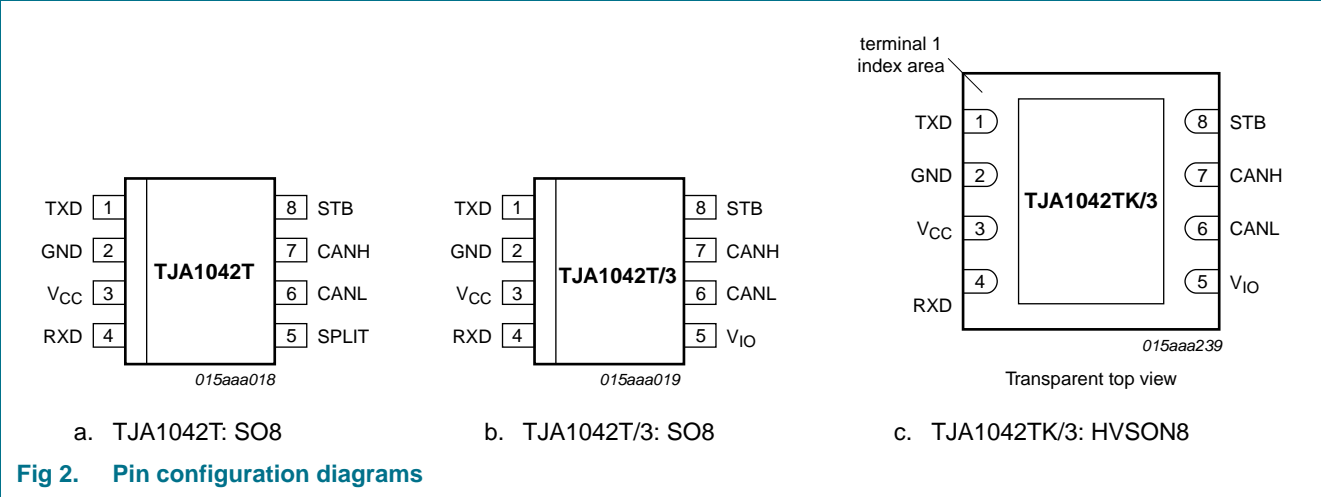 terminal 1
index area
TXD 1
8 STB
GND 2
7 CANH
VCC 3
6 CANL
RXD 4
5 SPLIT
TJA1042T
015aaa018
TXD 1
8 STB
GND 2
7 CANH
VCC 3
6 CANL
RXD 4
5 VIO
TJA1042T/3
015aaa019
TXD 1
8 STB
GND 2
7 CANH
VCC 3
6 CANL
RXD 4
5 VIO
TJA1042TK/3
015aaa239
Transparent top view
a. TJA1042T: SO8
b. TJA1042T/3: SO8
c. TJA1042TK/3: HVSON8
Fig 2. Pin configuration diagrams